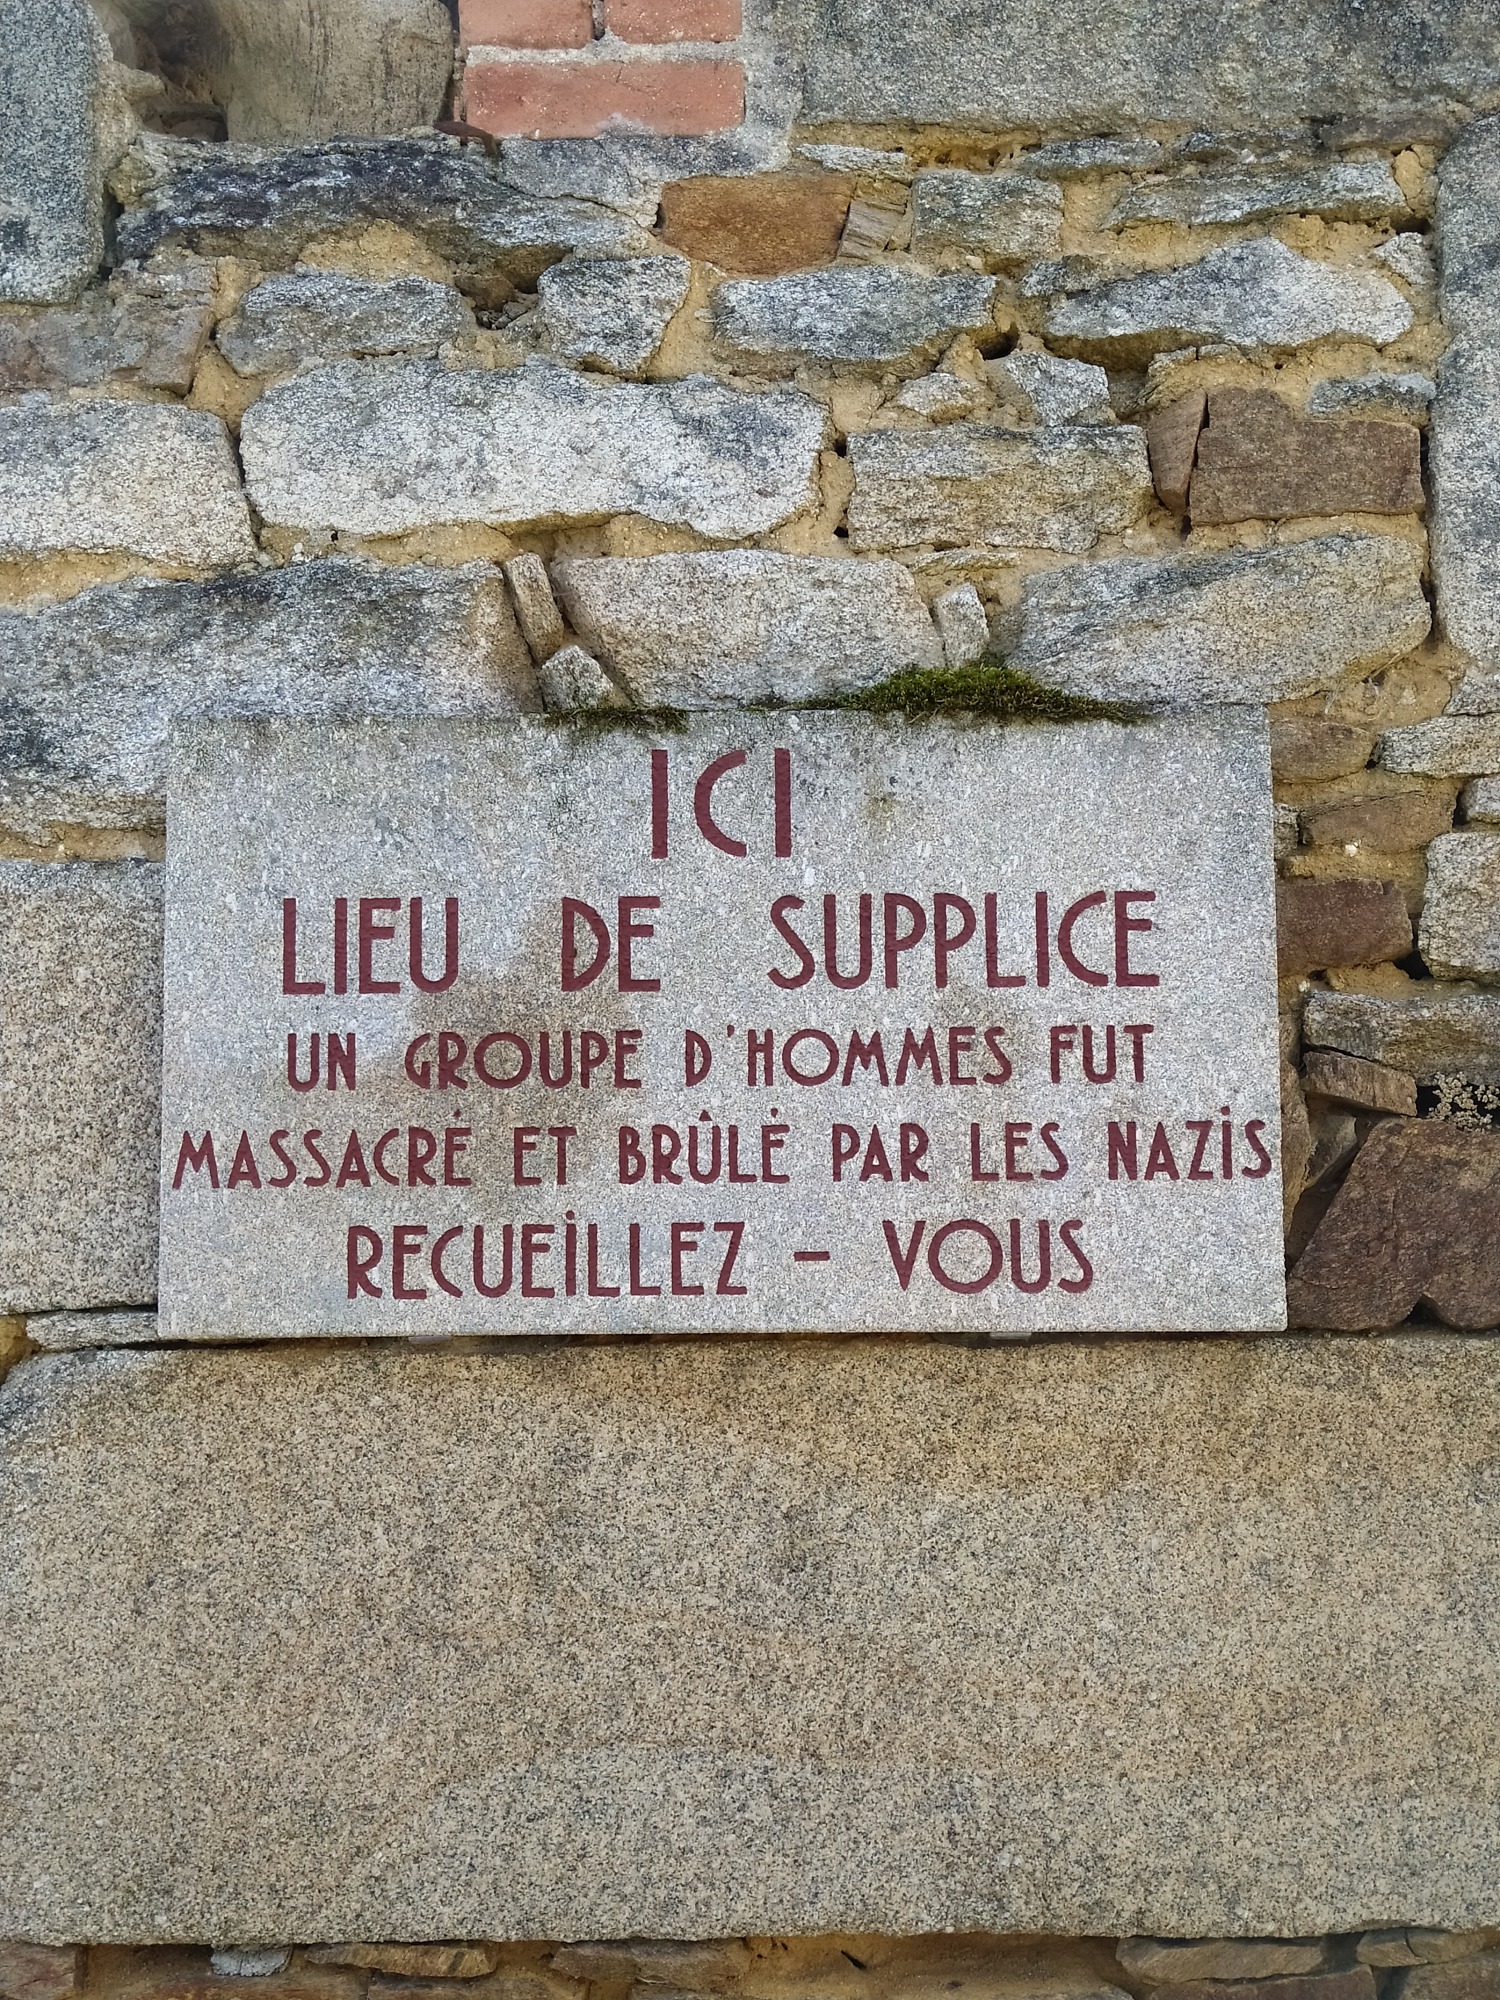 ICI
LIEU DE SUPPLICE
UN GROUPE D'HOMMES FUT
MASSACRÉ ET BRÛLÉ PAR LES NAZIS
RECUEILLEZ - VOUS